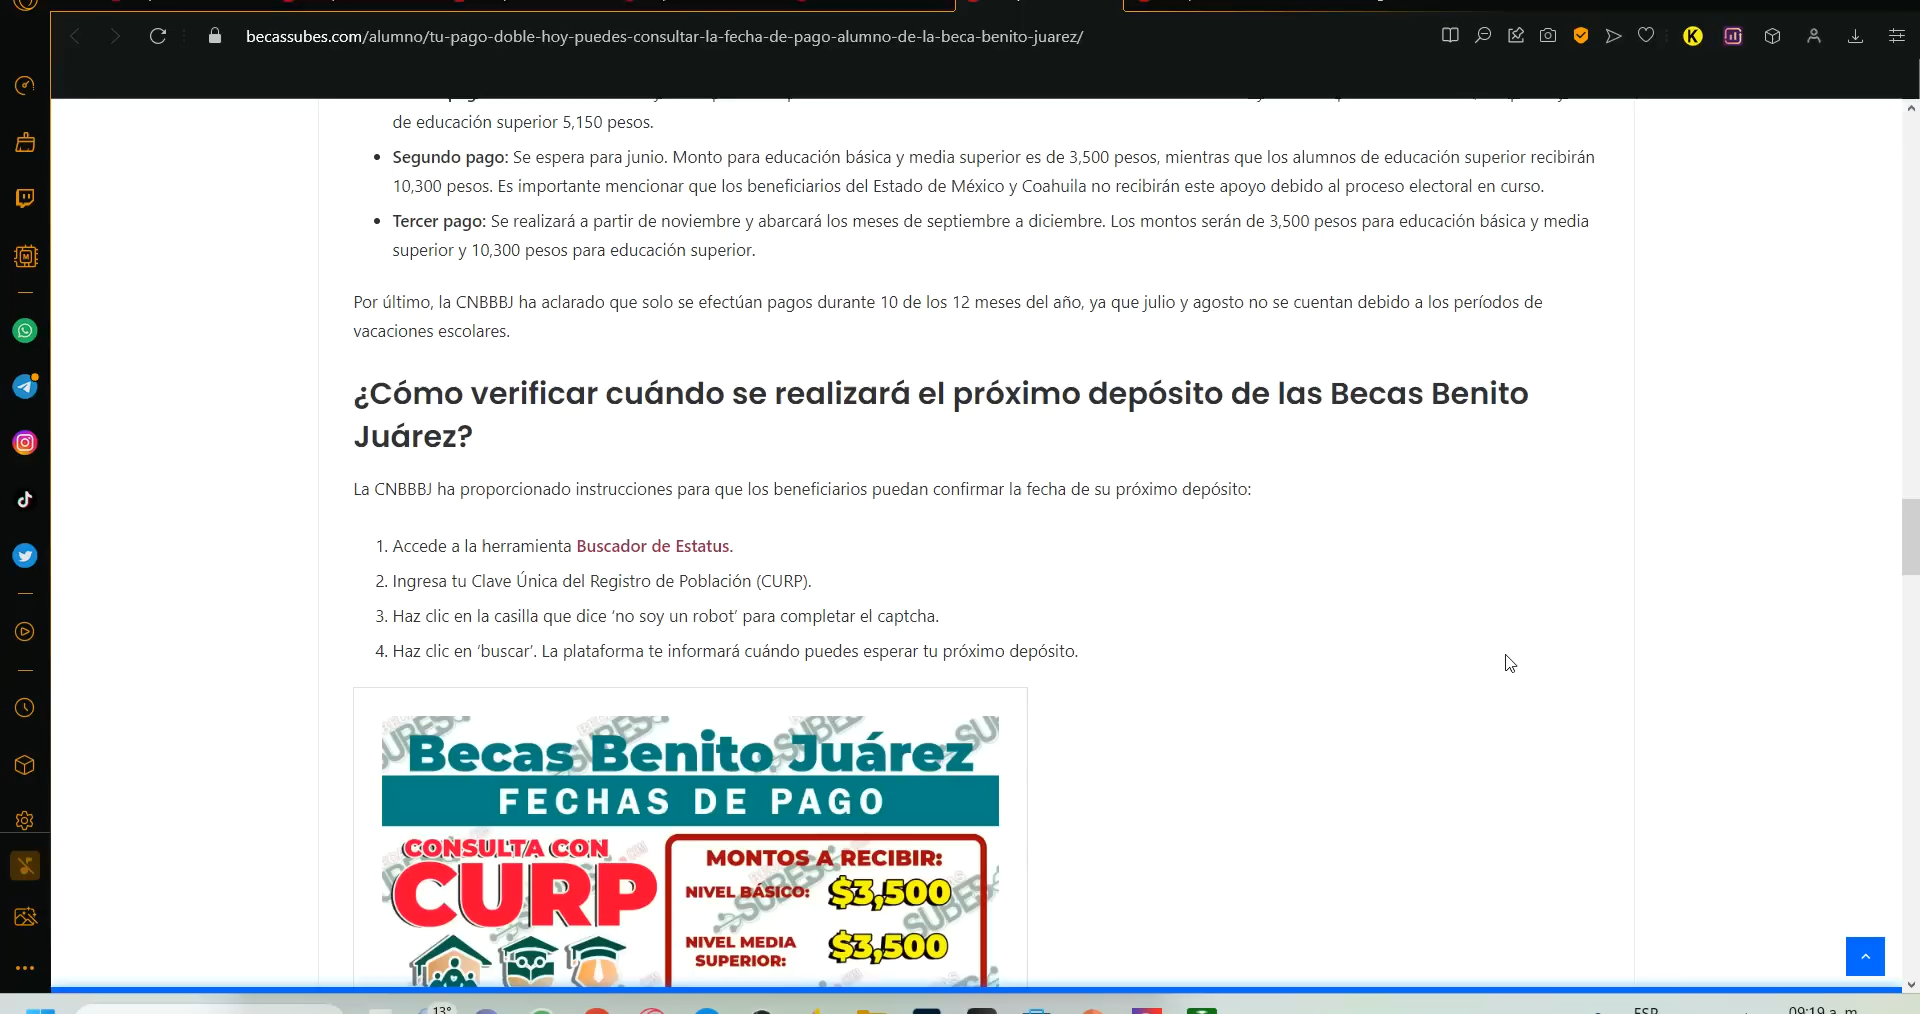 becassubes.com/alumno/tu-pago-doble-hoy-puedes-consultar-la-fecha-de-pago-alumno-de-la-beca-benito-juarez/
de educación superior 5,150 pesos.
• Segundo pago: Se espera para junio. Monto para educación básica y media superior es de 3,500 pesos, mientras que los alumnos de educación superior recibirán
10,300 pesos. Es importante mencionar que los beneficiarios del Estado de México y Coahuila no recibirán este apoyo debido al proceso electoral en curso.
• Tercer pago: Se realizará a partir de noviembre y abarcará los meses de septiembre a diciembre. Los montos serán de 3,500 pesos para educación básica y media
superior y 10,300 pesos para educación superior.
Por último, la CNBBBJ ha aclarado que solo se efectúan pagos durante 10 de los 12 meses del año, ya que julio y agosto no se cuentan debido a los períodos de
vacaciones escolares.
¿Cómo verificar cuándo se realizará el próximo depósito de las Becas Benito
Juárez?
La CNBBBJ ha proporcionado instrucciones para que los beneficiarios puedan confirmar la fecha de su próximo depósito:
1. Accede a la herramienta Buscador de Estatus.
2. Ingresa tu Clave Única del Registro de Población (CURP).
3. Haz clic en la casilla que dice ‘no soy un robot’ para completar el captcha.
4. Haz clic en ‘buscar’. La plataforma te informará cuándo puedes esperar tu próximo depósito.
Becas Benito Juárez
FECHAS DE PAGO
CONSULTA CON
CURP
MONTOS A RECIBIR:
NIVEL BÁSICO: $3,500
NIVEL MEDIA
SUPERIOR: $3,500
13°
ESP
09:19 a. m.